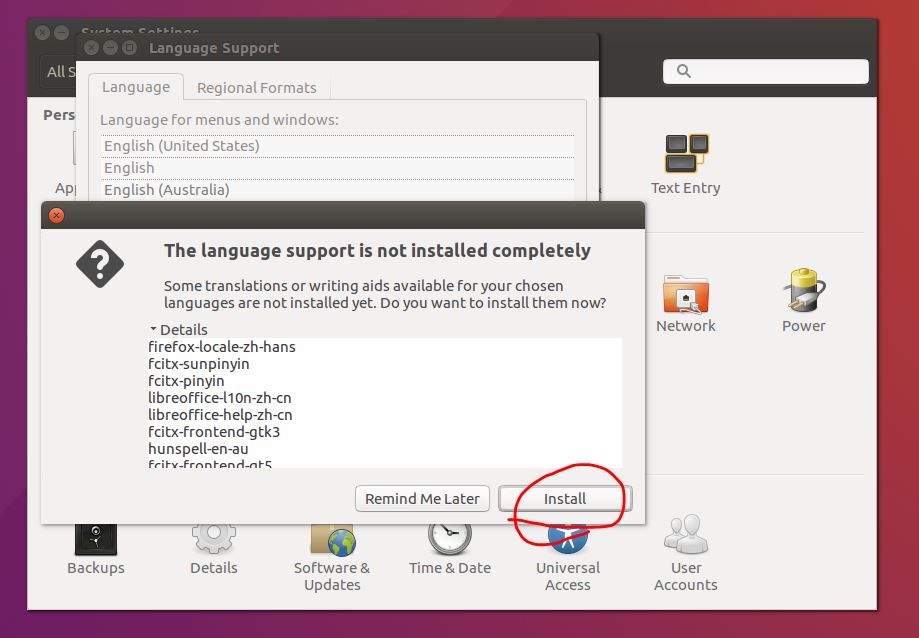 System Settings
Language Support
All S
Language Regional Formats
Pers
Language for menus and windows:
English (United States)
English
English (Australia)
App
Text Entry
The language support is not installed completely
Some translations or writing aids available for your chosen
languages are not installed yet. Do you want to install them now?
Details
firefox-locale-zh-hans
fcitx-sunpinyin
fcitx-pinyin
libreoffice-l10n-zh-cn
libreoffice-help-zh-cn
fcitx-frontend-gtk3
hunspell-en-au
fcitx-frontend-qt5
Network
Power
Remind Me Later Install
Backups
Details
Software &
Updates
Time & Date
Universal
Access
User
Accounts